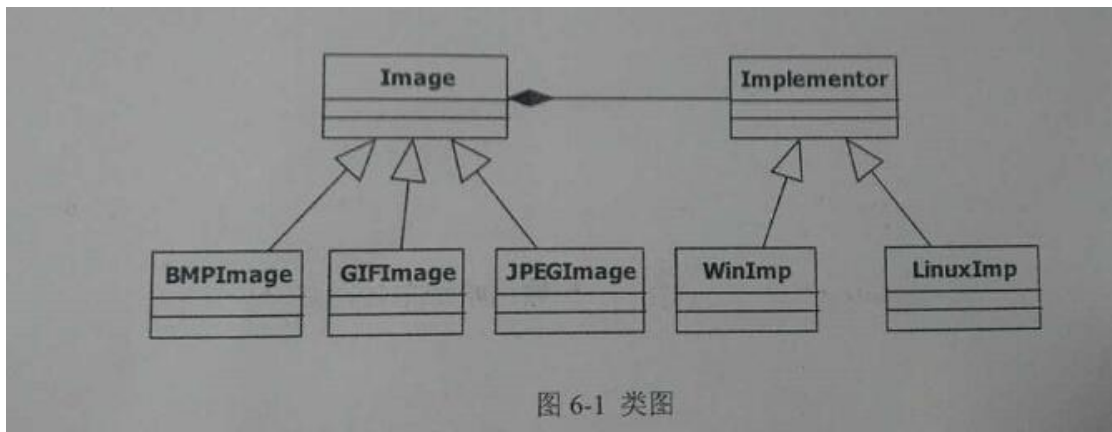 Image
Implementor
BMPImage
GIFImage
JPEGImage
WinImp
LinuxImp
图 6-1 类图